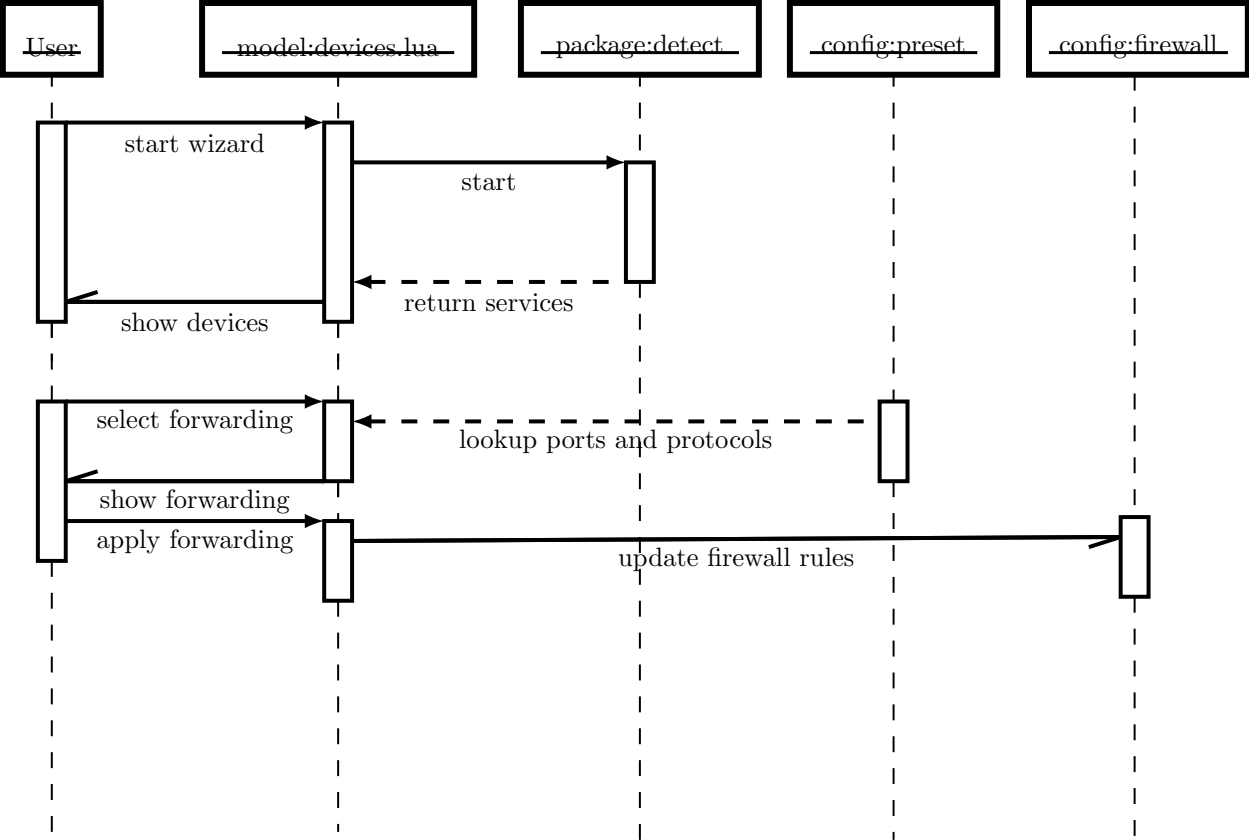 User
model:devices.lua
package:detect
config:preset
config:firewall
start wizard
start
return services
show devices
select forwarding
lookup ports and protocols
show forwarding
apply forwarding
update firewall rules